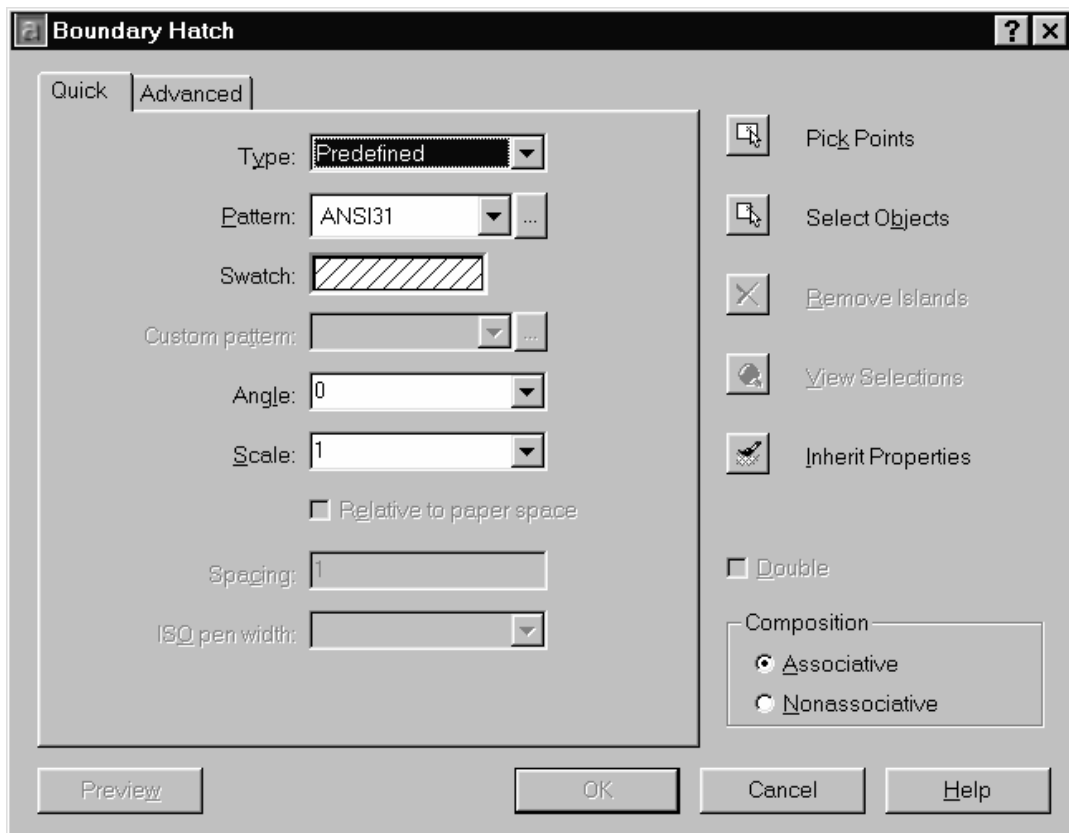 a Boundary Hatch ? ×
Quick Advanced
Type: Predefined
Pattern: ANSI31 ...
Swatch:
Custom pattern: ...
Angle: 0
Scale: 1
Relative to paper space
Spacing: 1
ISO pen width:
Pick Points
Select Objects
Remove Islands
View Selections
Inherit Properties
Double
Composition
Associative
Nonassociative
Preview OK Cancel Help